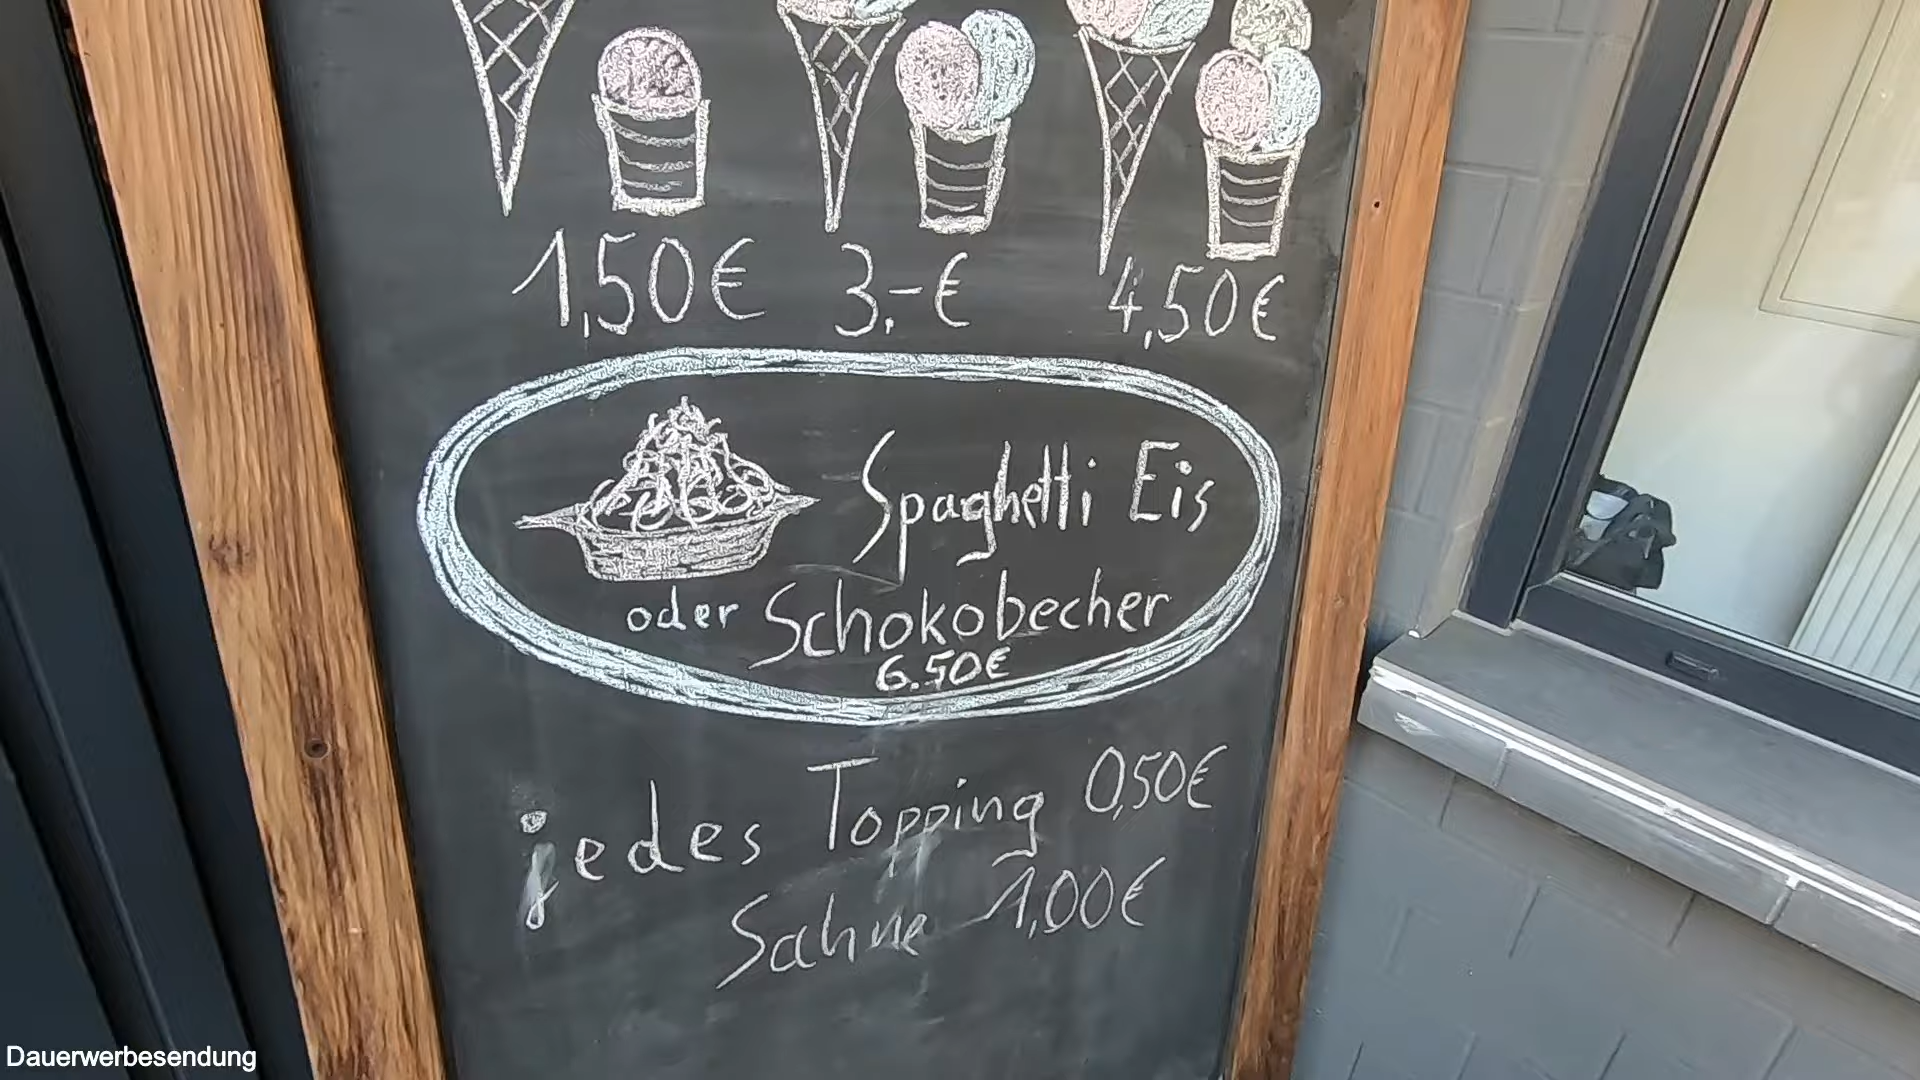 1,50€ 3,-€ 4,50€
Spaghetti Eis
oder Schokobecher
6.50€
jedes Topping 0,50€
Sahne 1,00€
Dauerwerbesendung